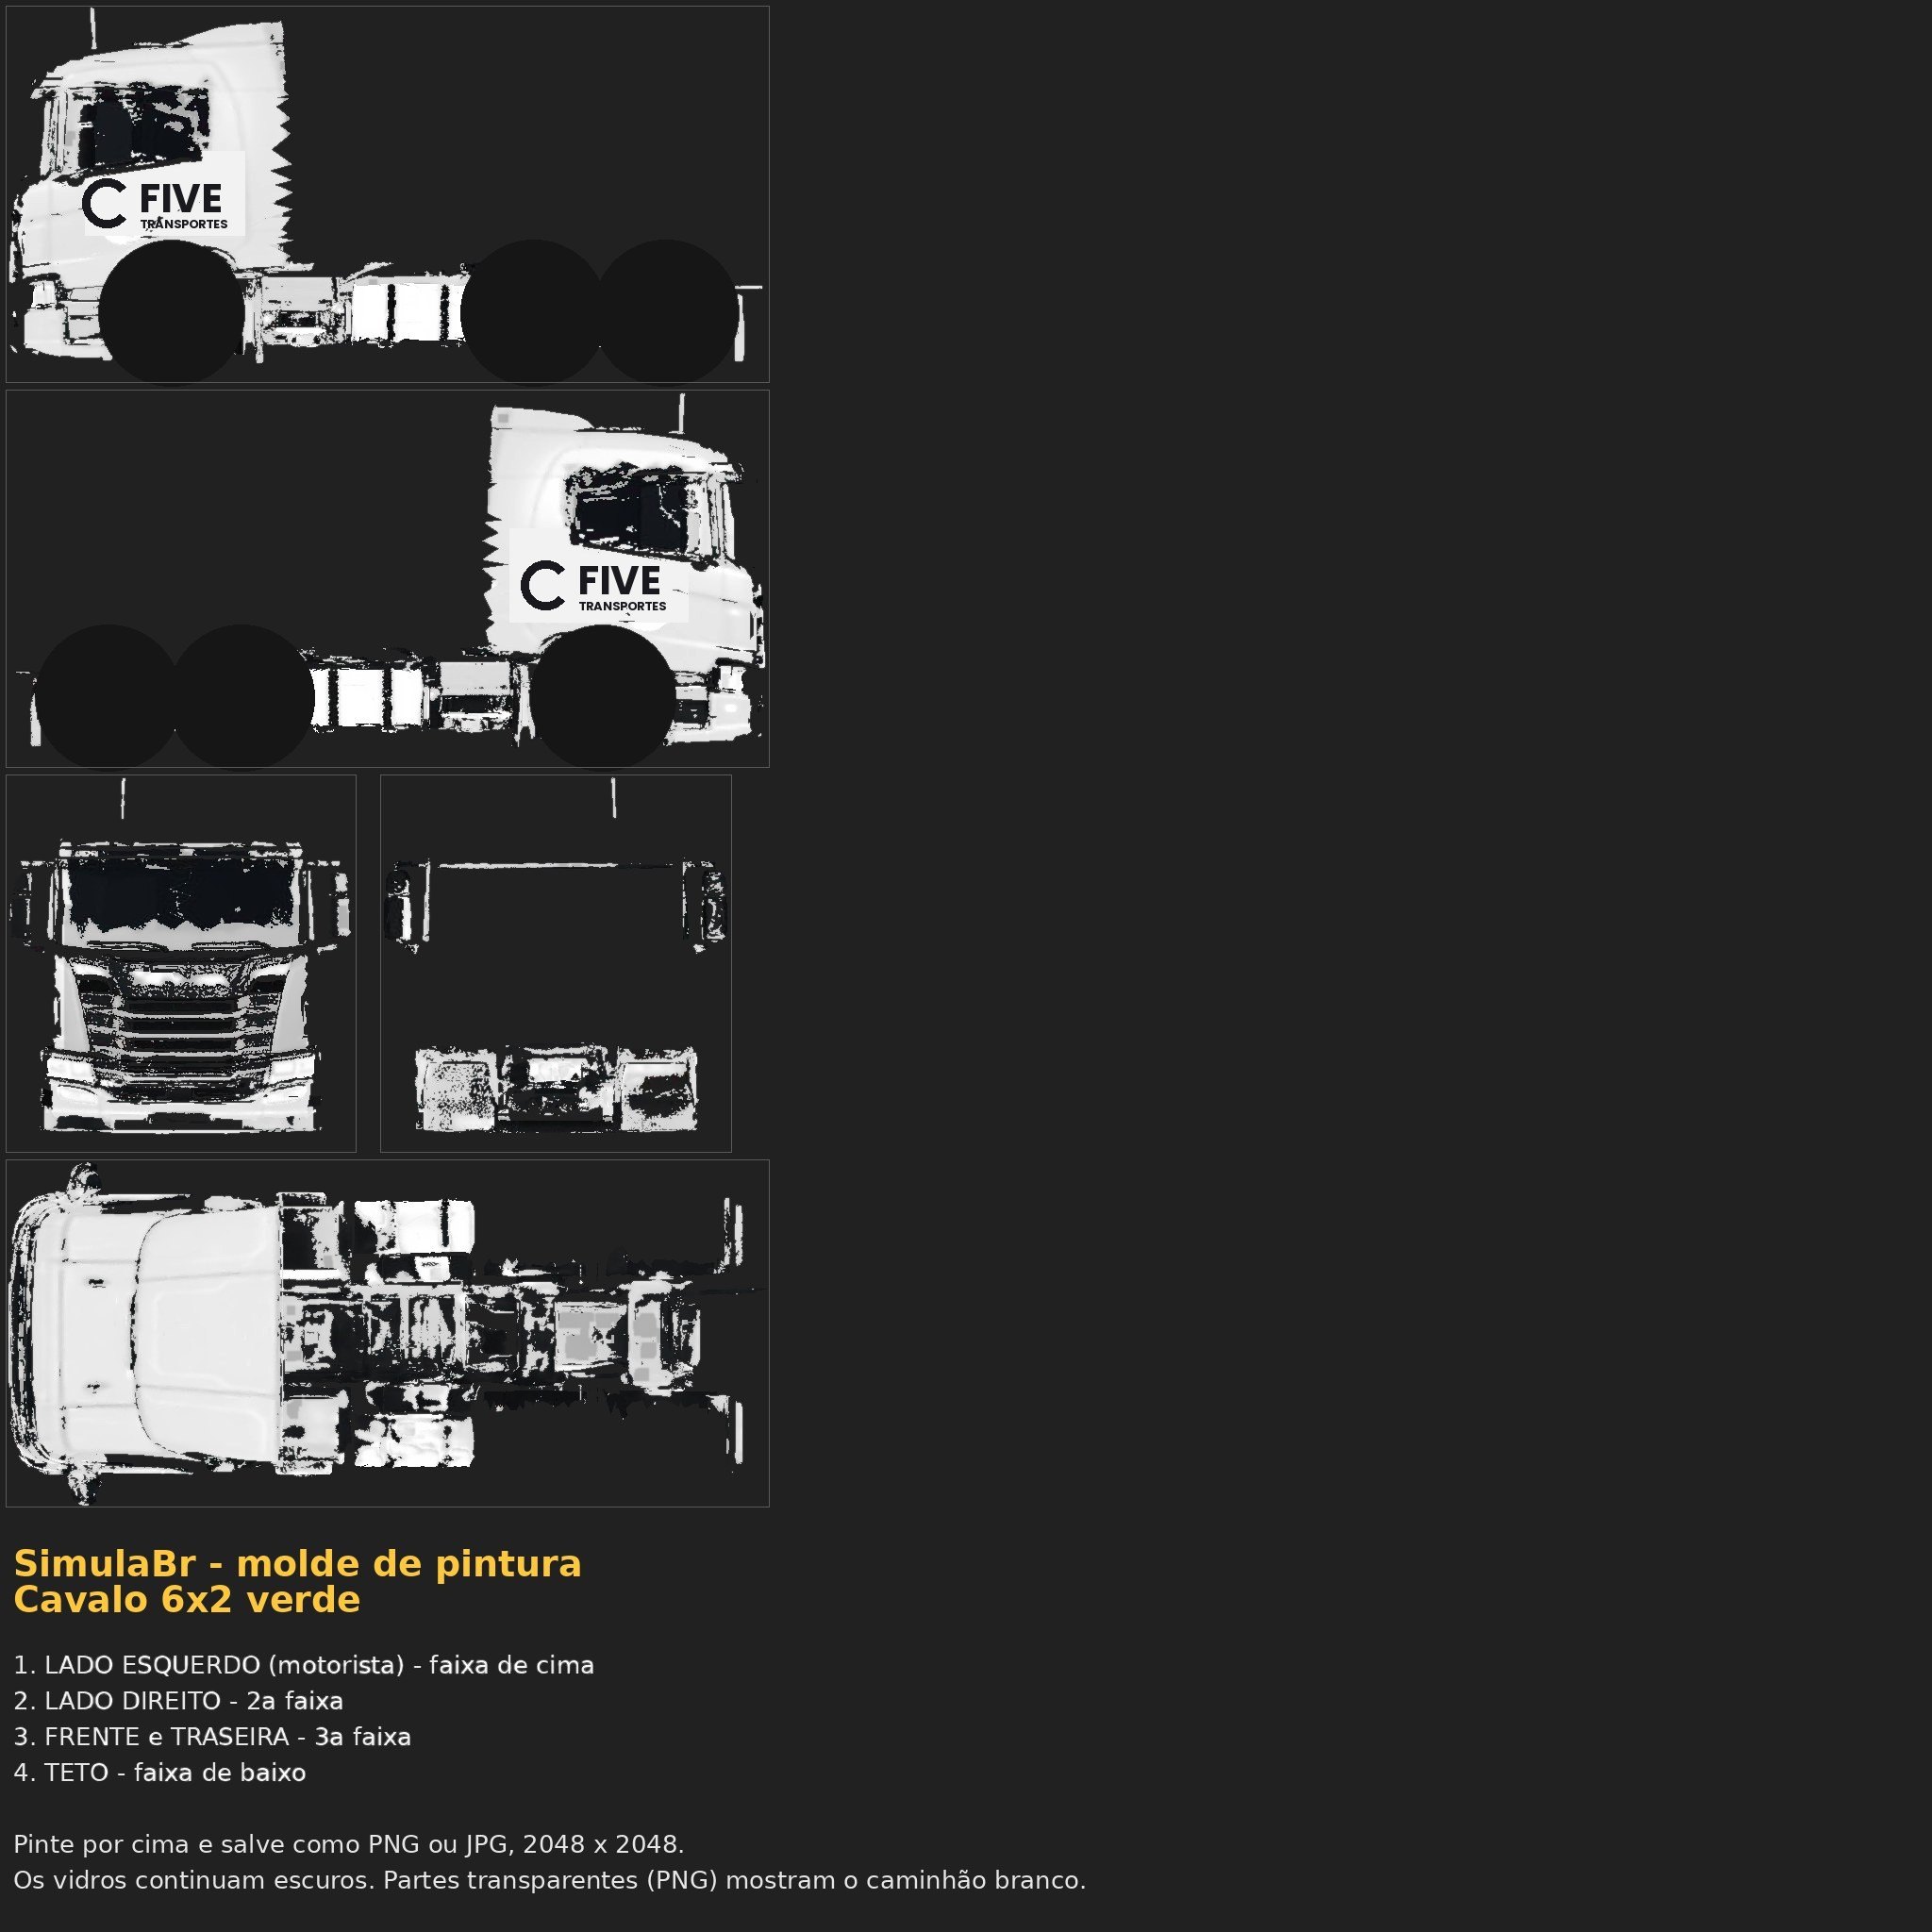 FIVE
TRANSPORTES
FIVE
TRANSPORTES
SimulaBr - molde de pintura
Cavalo 6x2 verde
1. LADO ESQUERDO (motorista) - faixa de cima
2. LADO DIREITO - 2a faixa
3. FRENTE e TRASEIRA - 3a faixa
4. TETO - faixa de baixo
Pinte por cima e salve como PNG ou JPG, 2048 x 2048.
Os vidros continuam escuros. Partes transparentes (PNG) mostram o caminhão branco.